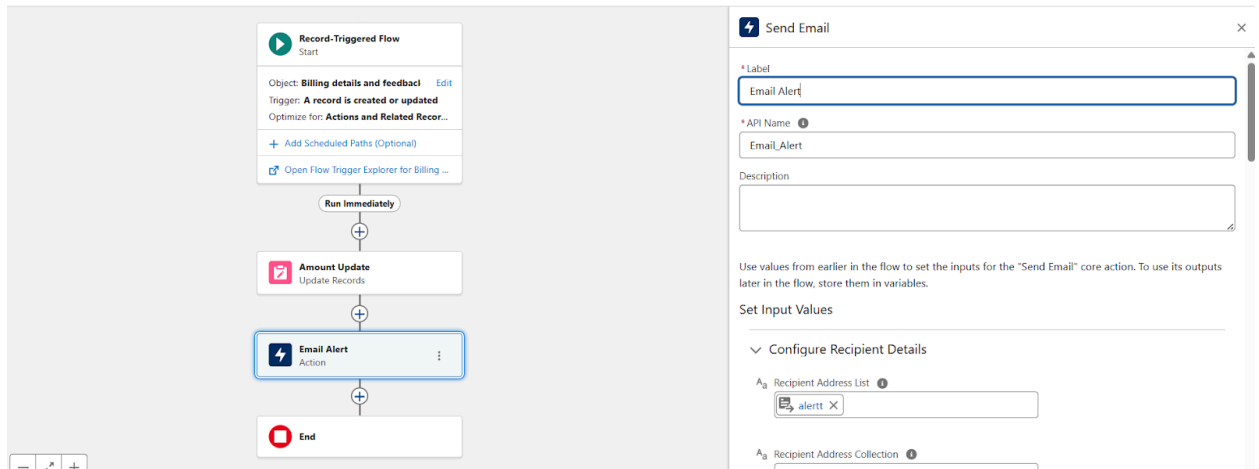 Record-Triggered Flow
Start
Object: Billing details and feedbacl Edit
Trigger: A record is created or updated
Optimize for: Actions and Related Recor...
+ Add Scheduled Paths (Optional)
Open Flow Trigger Explorer for Billing ...
Run Immediately
Amount Update
Update Records
Email Alert
Action
End
Send Email
*Label
Email Alert
*API Name
Email_Alert
Description
Use values from earlier in the flow to set the inputs for the "Send Email" core action. To use its outputs
later in the flow, store them in variables.
Set Input Values
Configure Recipient Details
Aa Recipient Address List
alertt
Aa Recipient Address Collection